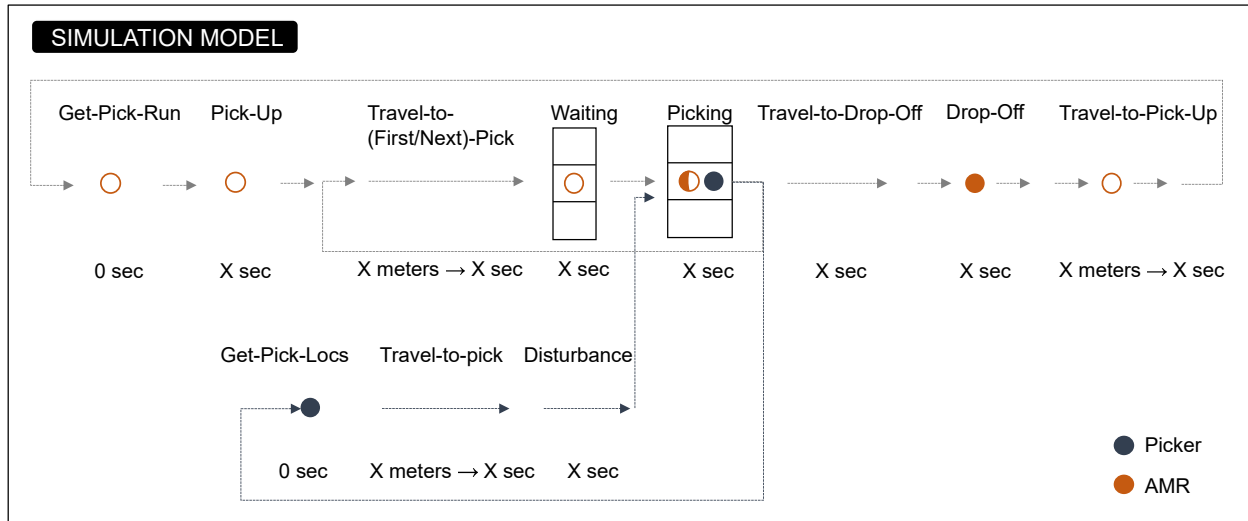 SIMULATION MODEL
Get-Pick-Run
Pick-Up
Travel-to-
(First/Next)-Pick
Waiting
Picking
Travel-to-Drop-Off
Drop-Off
Travel-to-Pick-Up
0 sec
X sec
X meters → X sec
X sec
X sec
X sec
X sec
X meters → X sec
Get-Pick-Locs
Travel-to-pick
Disturbance
0 sec
X meters → X sec
X sec
Picker
AMR